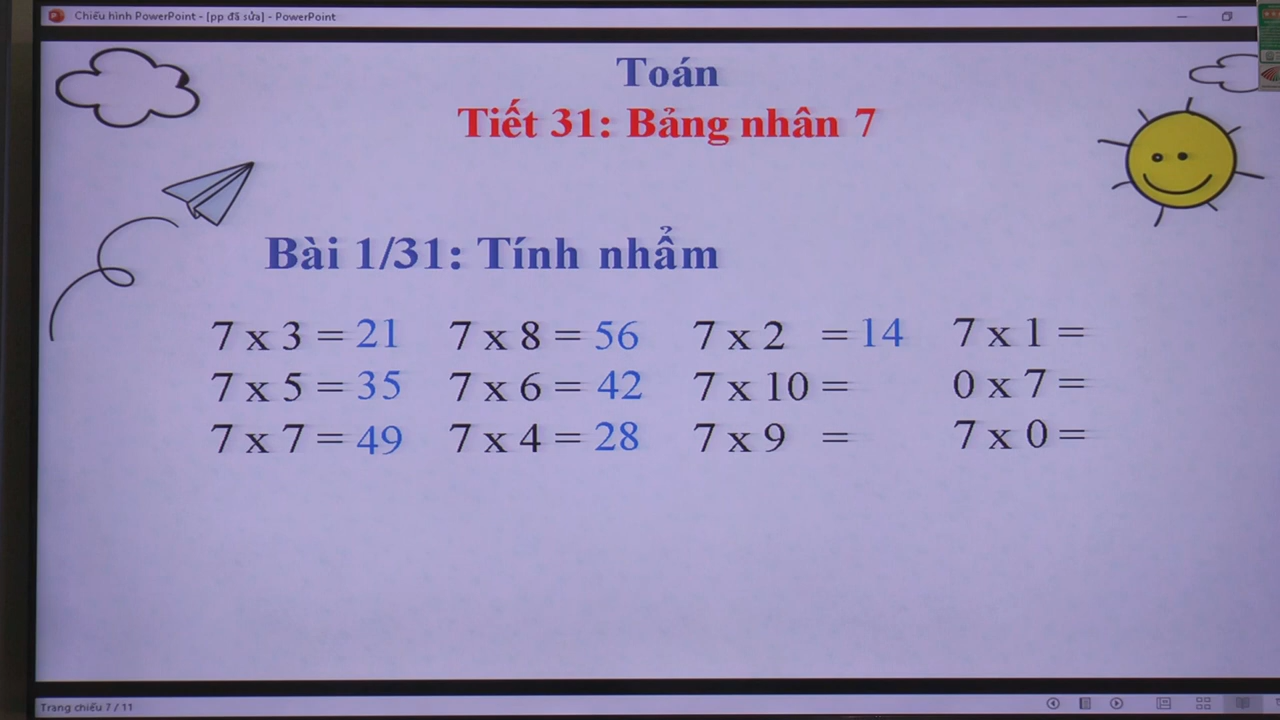 Chiếu hình PowerPoint - [pp đã sửa] - PowerPoint
Toán
Tiết 31: Bảng nhân 7
Bài 1/31: Tính nhẩm
7 x 3 = 21 7 x 8 = 56 7 x 2 = 14 7 x 1 =
7 x 5 = 35 7 x 6 = 42 7 x 10 = 0 x 7 =
7 x 7 = 49 7 x 4 = 28 7 x 9 = 7 x 0 =
Trang chiếu 7 / 11